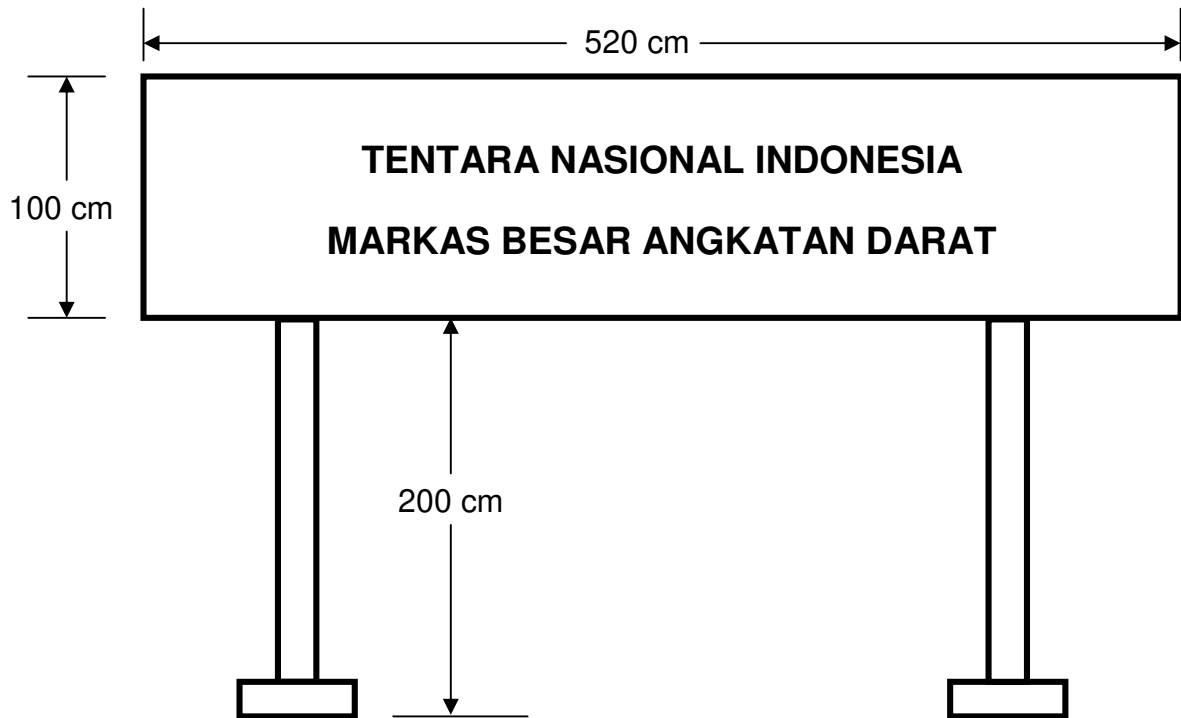 520 cm
TENTARA NASIONAL INDONESIA
100 cm
MARKAS BESAR ANGKATAN DARAT
200 cm